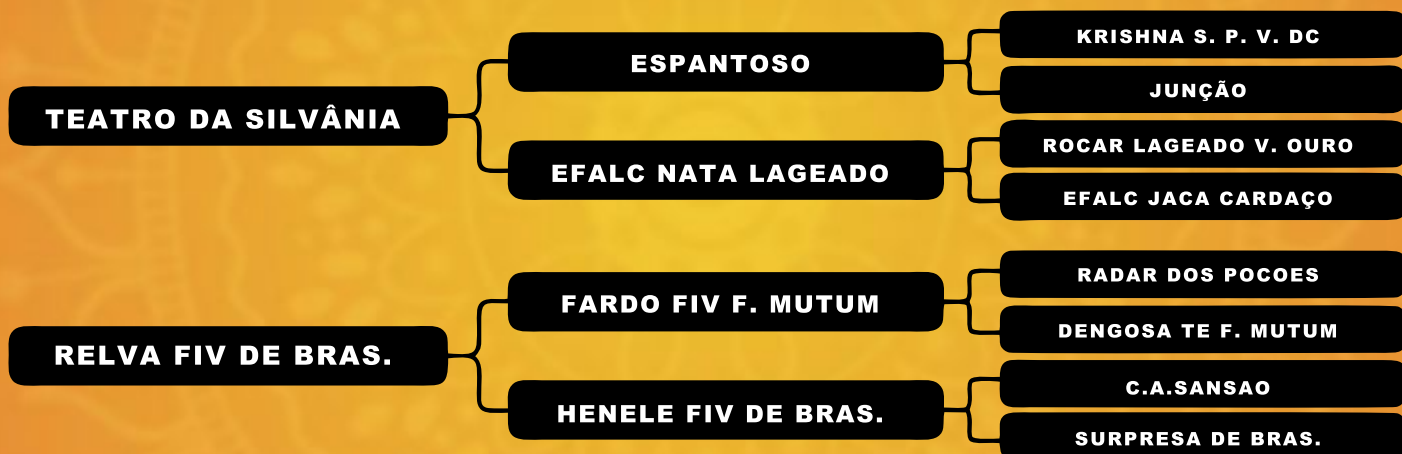 TEATRO DA SILVÂNIA
ESPANTOSO
KRISHNA S. P. V. DC
JUNÇÃO
EFALC NATA LAGEADO
ROCAR LAGEADO V. OURO
EFALC JACA CARDAÇO
RELVA FIV DE BRAS.
FARDO FIV F. MUTUM
RADAR DOS POCOES
DENGOSA TE F. MUTUM
HENELE FIV DE BRAS.
C.A.SANSAO
SURPRESA DE BRAS.